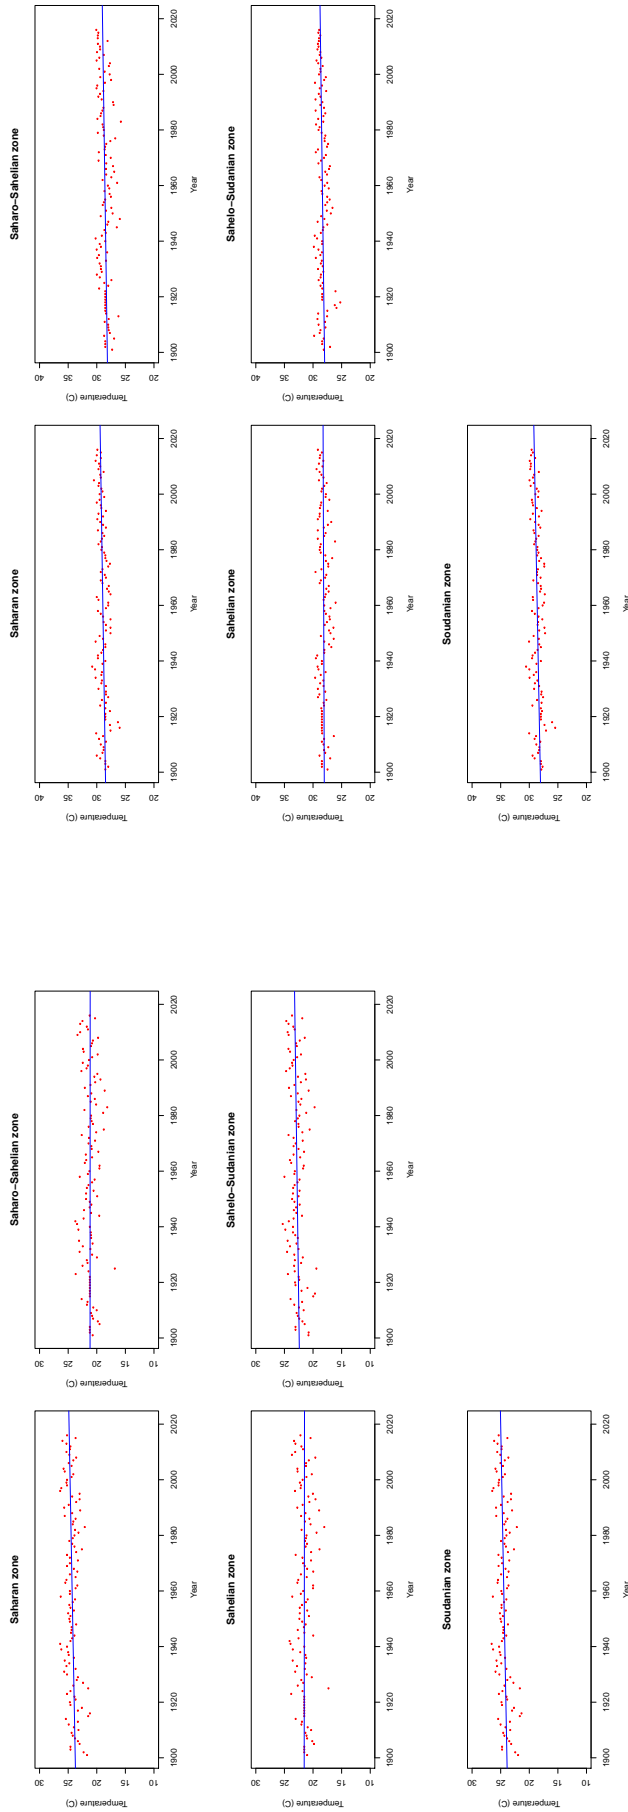 Saharan zone
Temperature (C)
30
25
20
15
10
1900 1920 1940 1960 1980 2000 2020
Year
Saharo−Sahelian zone
Temperature (C)
30
25
20
15
10
1900 1920 1940 1960 1980 2000 2020
Year
Sahelian zone
Temperature (C)
30
25
20
15
10
1900 1920 1940 1960 1980 2000 2020
Year
Sahelo−Sudanian zone
Temperature (C)
30
25
20
15
10
1900 1920 1940 1960 1980 2000 2020
Year
Soudanian zone
Temperature (C)
30
25
20
15
10
1900 1920 1940 1960 1980 2000 2020
Year
Saharan zone
Temperature (C)
40
35
30
25
20
1900 1920 1940 1960 1980 2000 2020
Year
Saharo−Sahelian zone
Temperature (C)
40
35
30
25
20
1900 1920 1940 1960 1980 2000 2020
Year
Sahelian zone
Temperature (C)
40
35
30
25
20
1900 1920 1940 1960 1980 2000 2020
Year
Sahelo−Sudanian zone
Temperature (C)
40
35
30
25
20
1900 1920 1940 1960 1980 2000 2020
Year
Soudanian zone
Temperature (C)
40
35
30
25
20
1900 1920 1940 1960 1980 2000 2020
Year